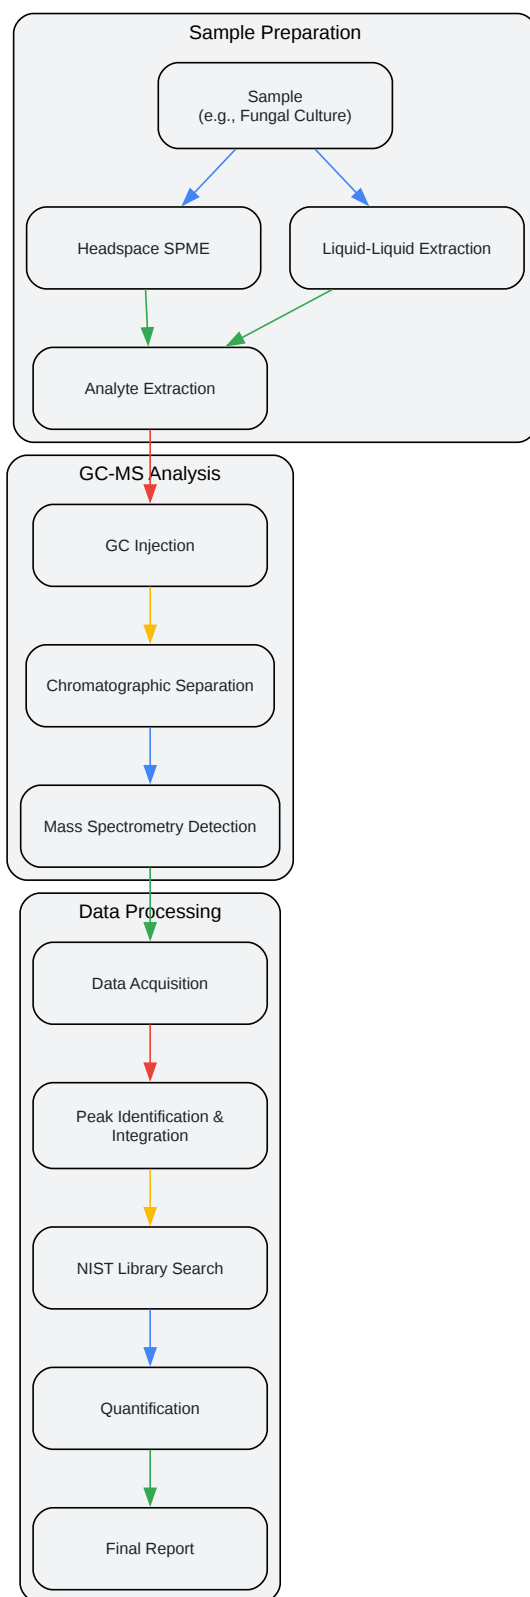 Sample Preparation
Sample
(e.g., Fungal Culture)
Headspace SPME
Liquid-Liquid Extraction
Analyte Extraction
GC-MS Analysis
GC Injection
Chromatographic Separation
Mass Spectrometry Detection
Data Processing
Data Acquisition
Peak Identification &
Integration
NIST Library Search
Quantification
Final Report